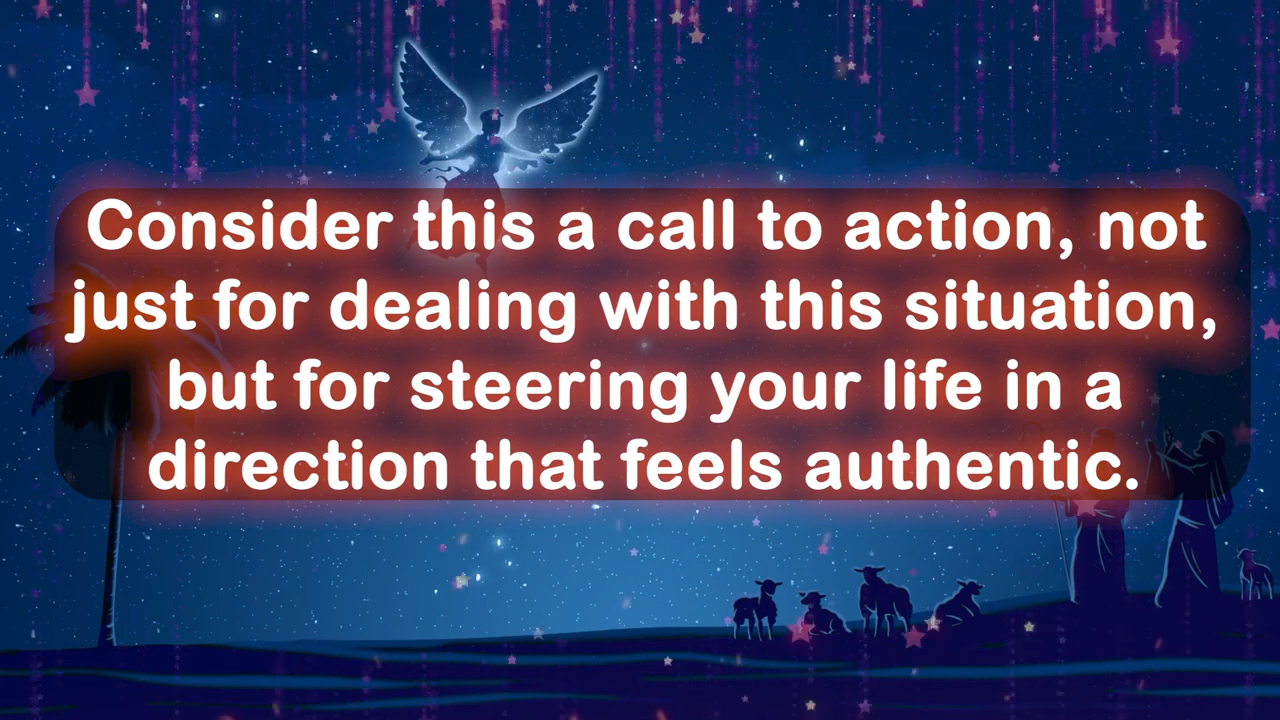 Consider this a call to action, not
just for dealing with this situation,
but for steering your life in a
direction that feels authentic.